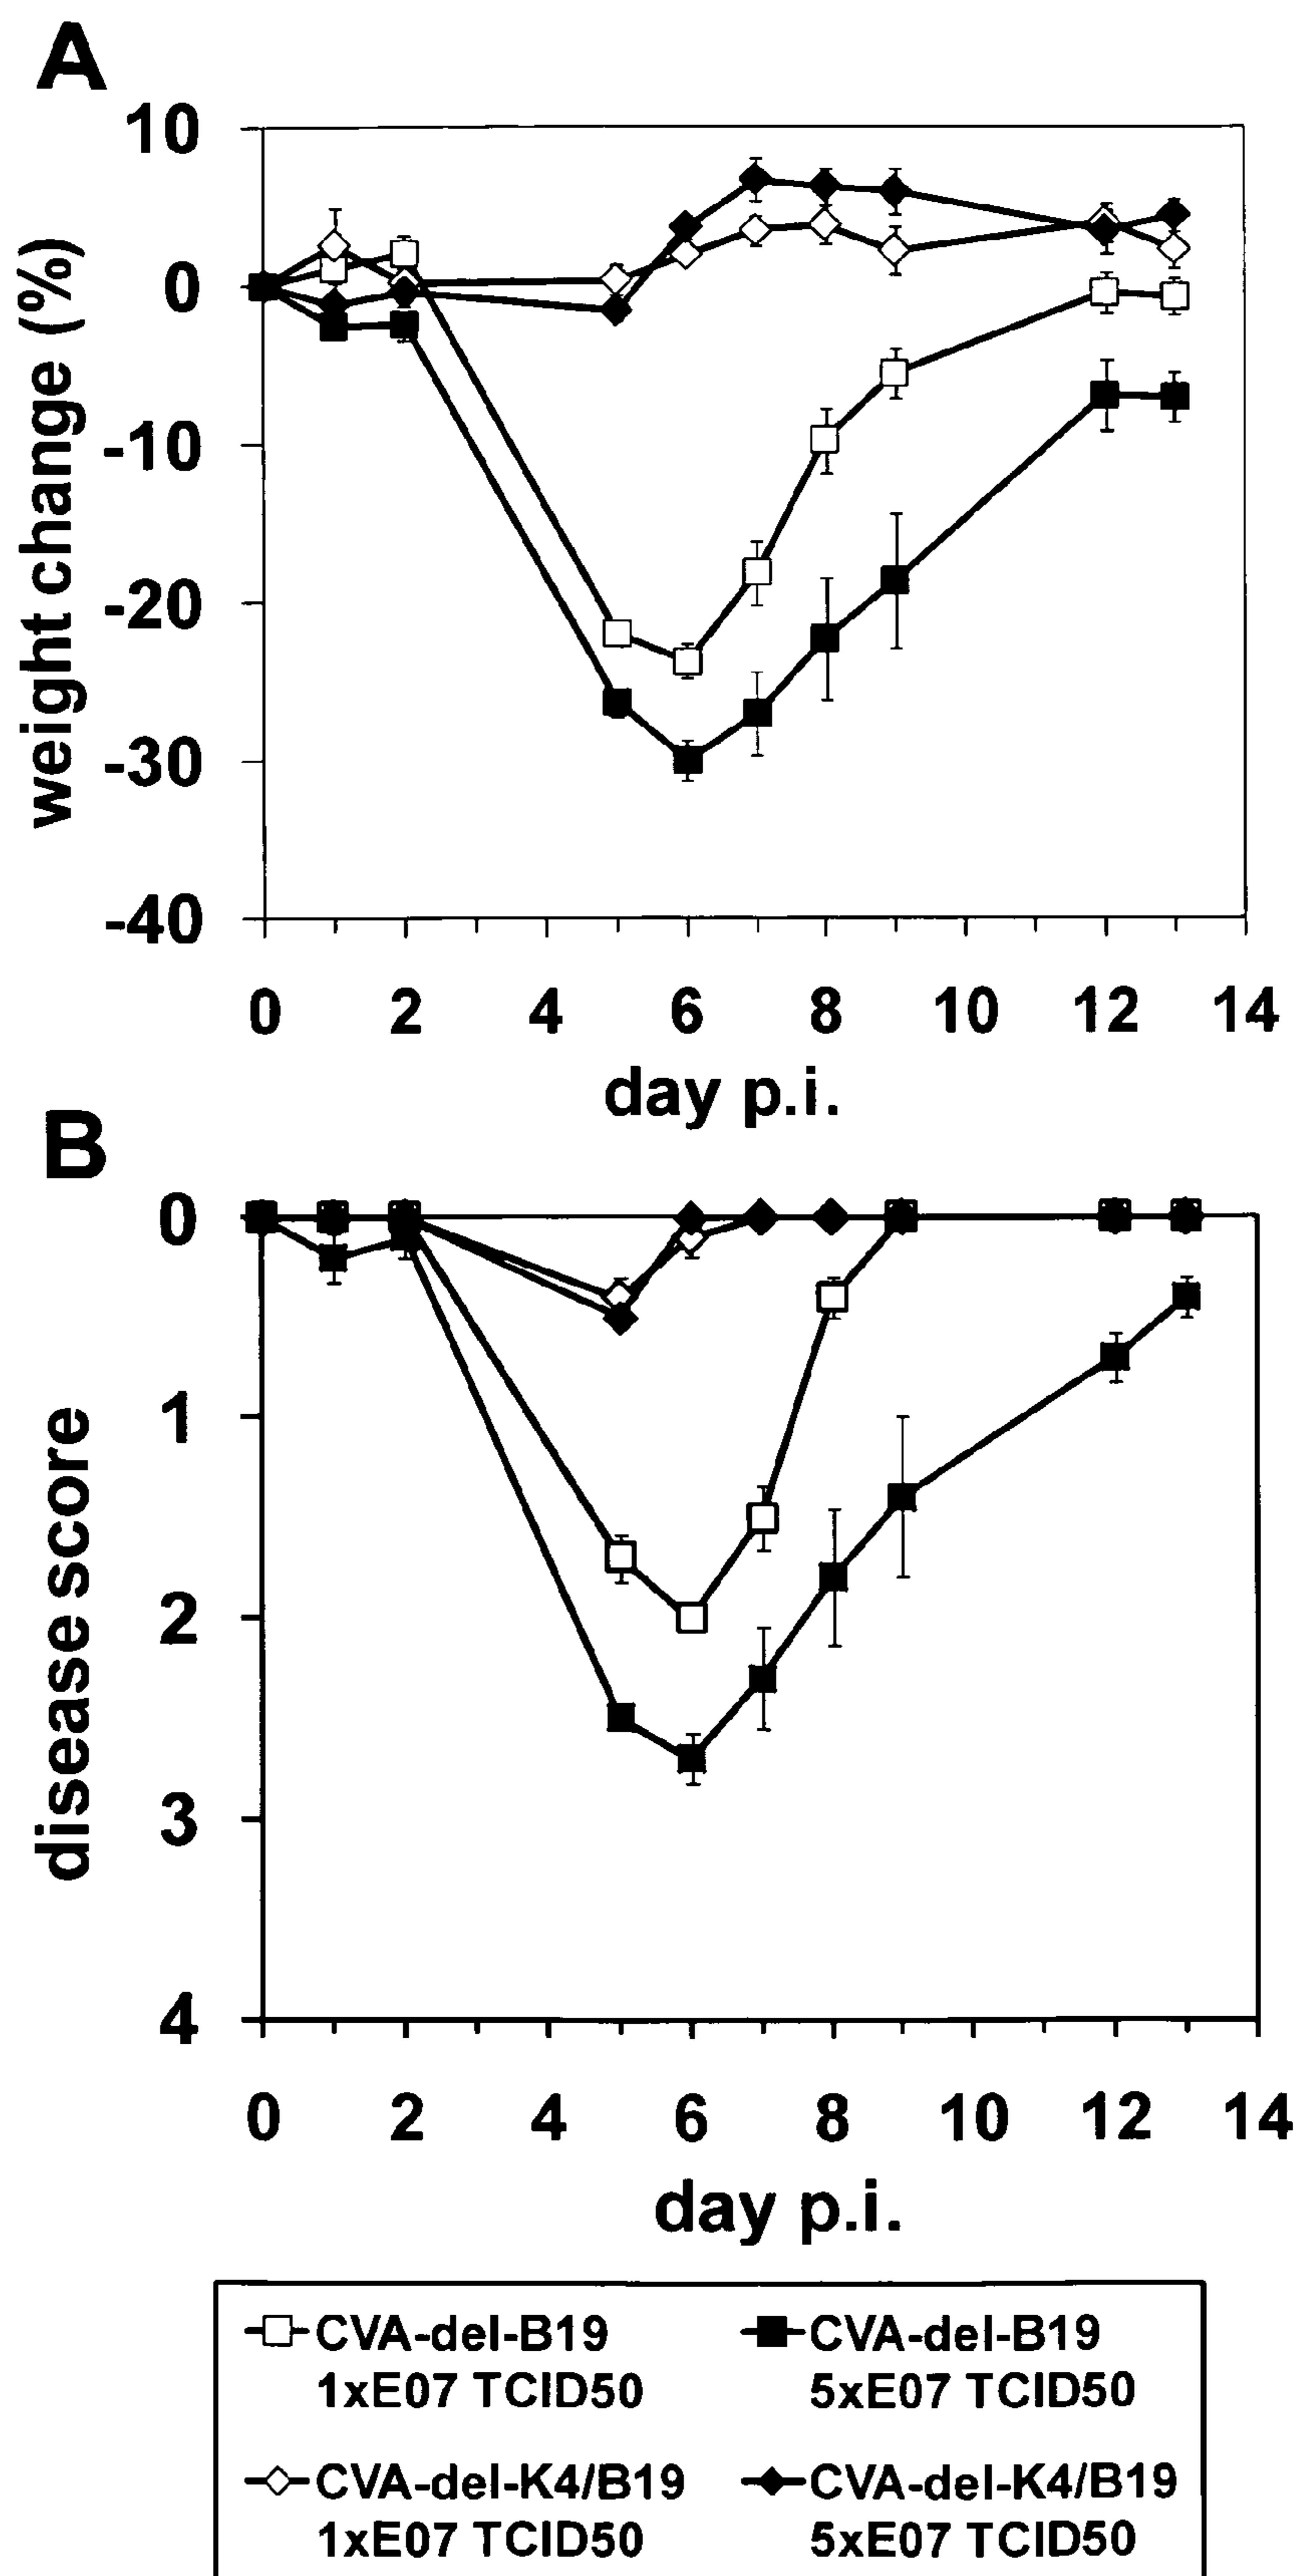 A
10
0
-10
-20
-30
-40
weight change (%)
0 2 4 6 8 10 12 14
day p.i.
B
0
1
2
3
4
disease score
0 2 4 6 8 10 12 14
day p.i.
CVA-del-B19 CVA-del-B19
1xE07 TCID50 5xE07 TCID50
CVA-del-K4/B19 CVA-del-K4/B19
1xE07 TCID50 5xE07 TCID50